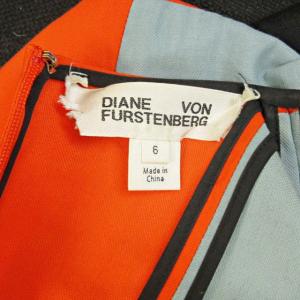 DIANE VON
FURSTENBERG
6
Made in
China